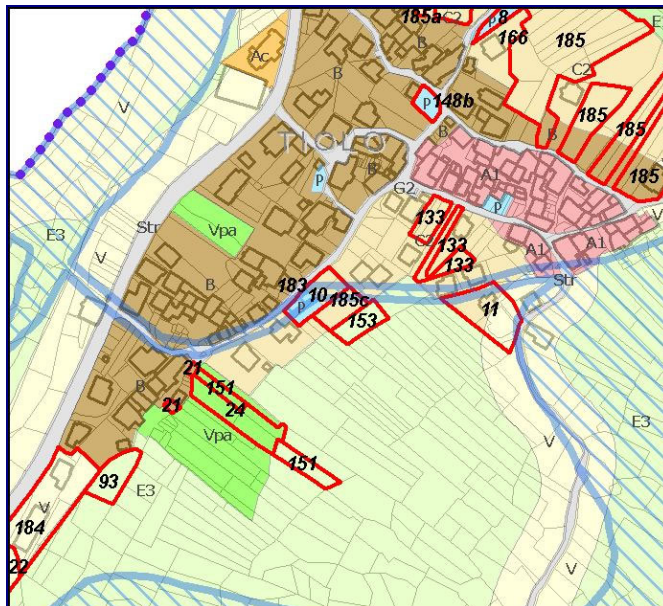 185a
C2
P
8
E
166
185
B
Ac
B
C2
V
P
148b
185
185
TIOLO
B
B
B
A1
185
P
G2
P
133
Str
Vpa
C2
A1
A1
V
E3
133
V
133
Str
183
B
10
185c
P
153
11
21
151
B
24
21
E3
Vpa
151
V
93
E3
V
184
22
V